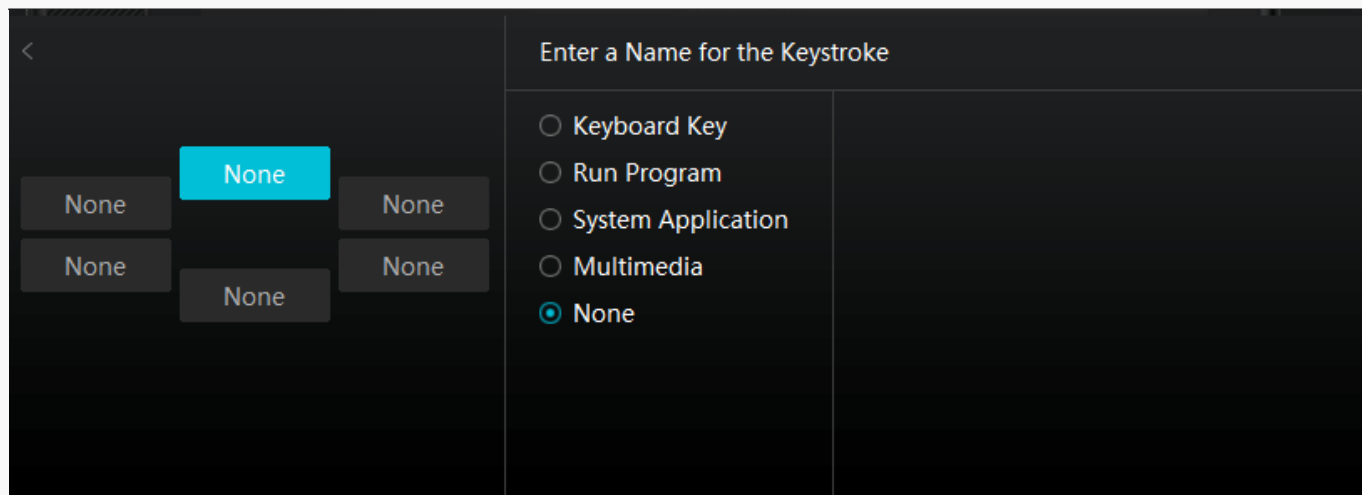 Enter a Name for the Keystroke
None
None
None
None
None
None
Keyboard Key
Run Program
System Application
Multimedia
None